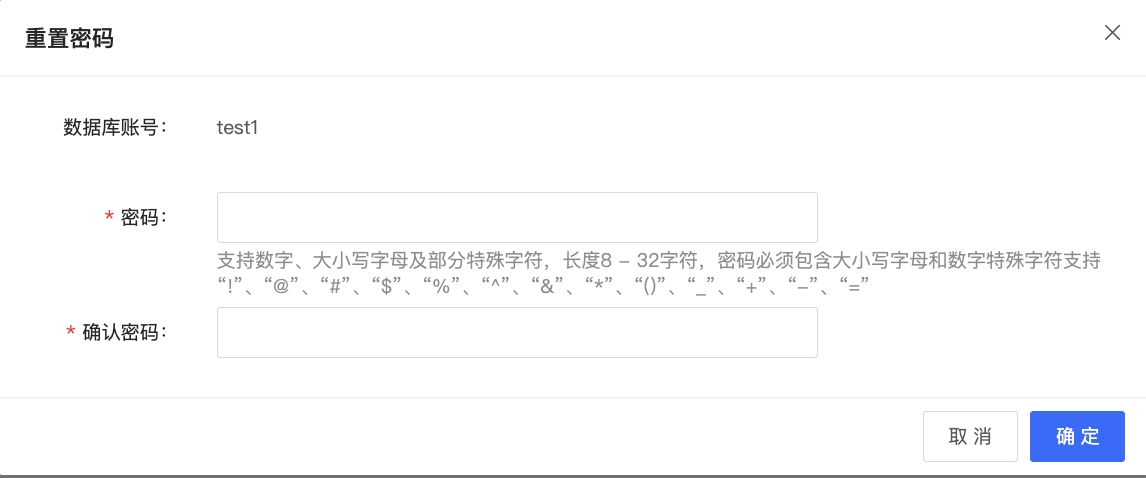 重置密码
数据库账号： test1
* 密码：
支持数字、大小写字母及部分特殊字符，长度8 - 32字符，密码必须包含大小写字母和数字特殊字符支持
“!”、“@”、“#”、“$”、“%”、“^”、“&”、“*”、“()”、“_”、“+”、“-”、“=”
* 确认密码：
取 消 确 定